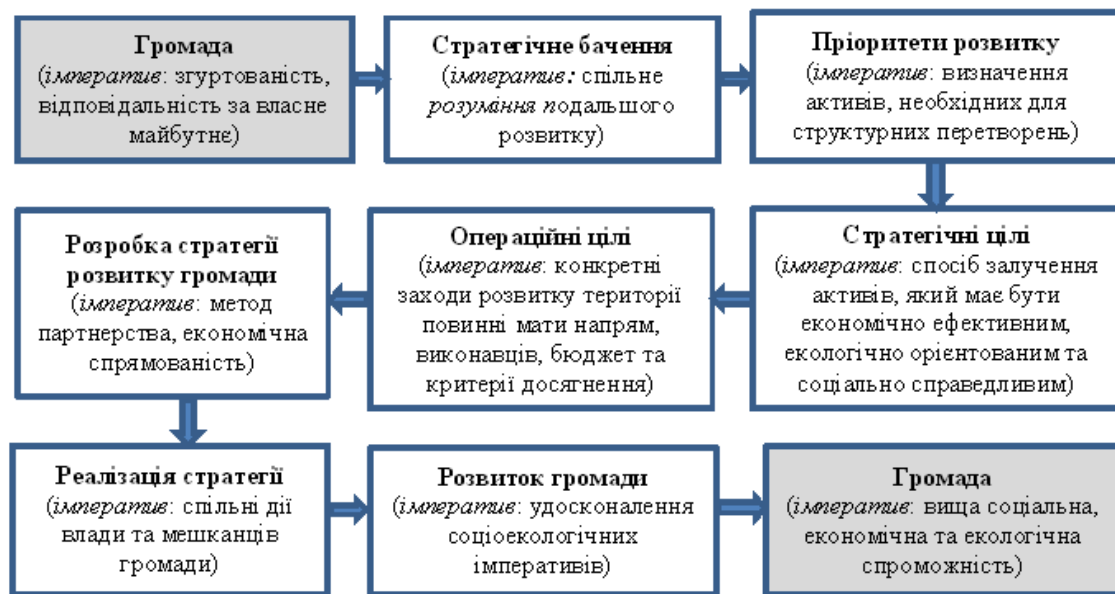 Громада
(імператив: згуртованість,
відповідальність за власне
майбутнє)
Стратегічне бачення
(імператив: спільне
розуміння подальшого
розвитку)
Пріоритети розвитку
(імператив: визначення
активів, необхідних для
структурних перетворень)
Стратегічні цілі
(імператив: спосіб залучення
активів, який має бути
економічно ефективним,
екологічно орієнтованим та
соціально справедливим)
Операційні цілі
(імператив: конкретні
заходи розвитку території
повинні мати напрям,
виконавців, бюджет та
критерії досягнення)
Розробка стратегії
розвитку громади
(імператив: метод
партнерства, економічна
спрямованість)
Реалізація стратегії
(імператив: спільні дії
влади та мешканців
громади)
Розвиток громади
(імператив: удосконалення
соціоекологічних
імперативів)
Громада
(імператив: вища соціальна,
економічна та екологічна
спроможність)